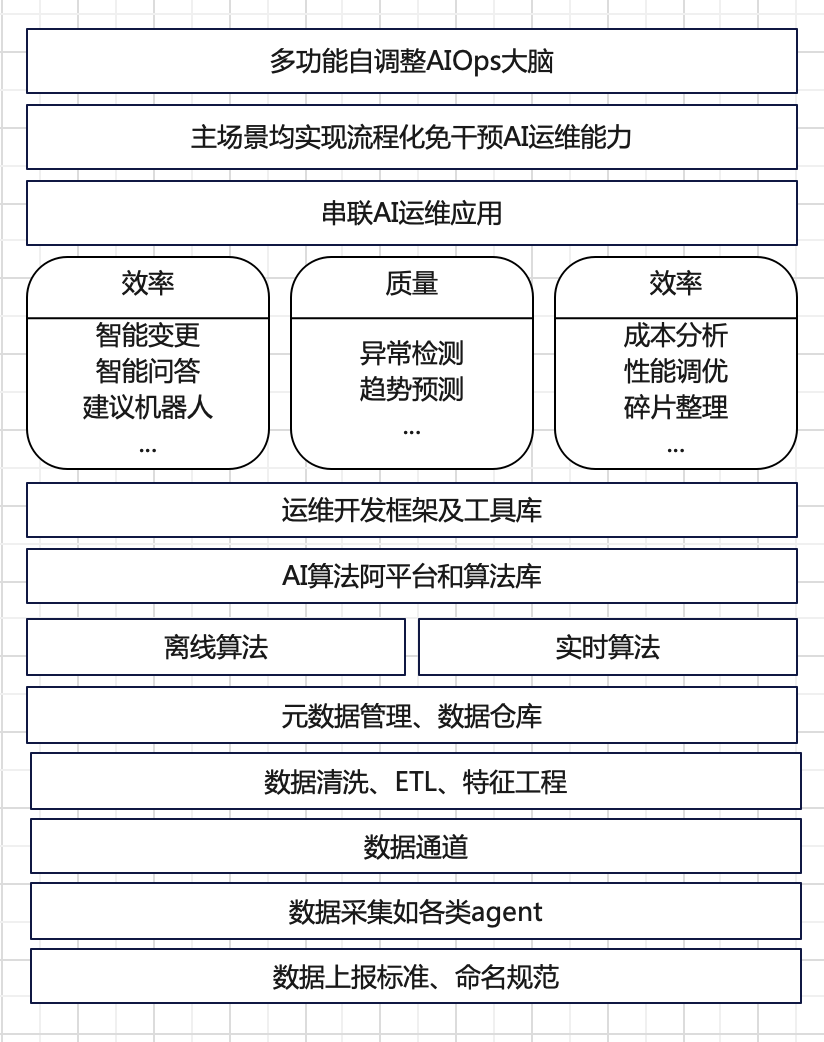 多功能自调整AIOps大脑
主场景均实现流程化免干预AI运维能力
串联AI运维应用
效率
智能变更
智能问答
建议机器人
...
质量
异常检测
趋势预测
...
效率
成本分析
性能调优
碎片整理
...
运维开发框架及工具库
AI算法阿平台和算法库
离线算法
实时算法
元数据管理、数据仓库
数据清洗、ETL、特征工程
数据通道
数据采集如各类agent
数据上报标准、命名规范